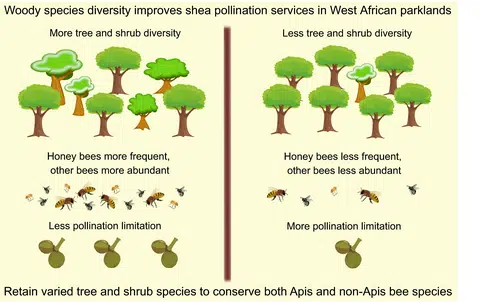 Woody species diversity improves shea pollination services in West African parklands
More tree and shrub diversity
Less tree and shrub diversity
Honey bees more frequent,
other bees more abundant
Honey bees less frequent,
other bees less abundant
Less pollination limitation
More pollination limitation
Retain varied tree and shrub species to conserve both Apis and non-Apis bee species